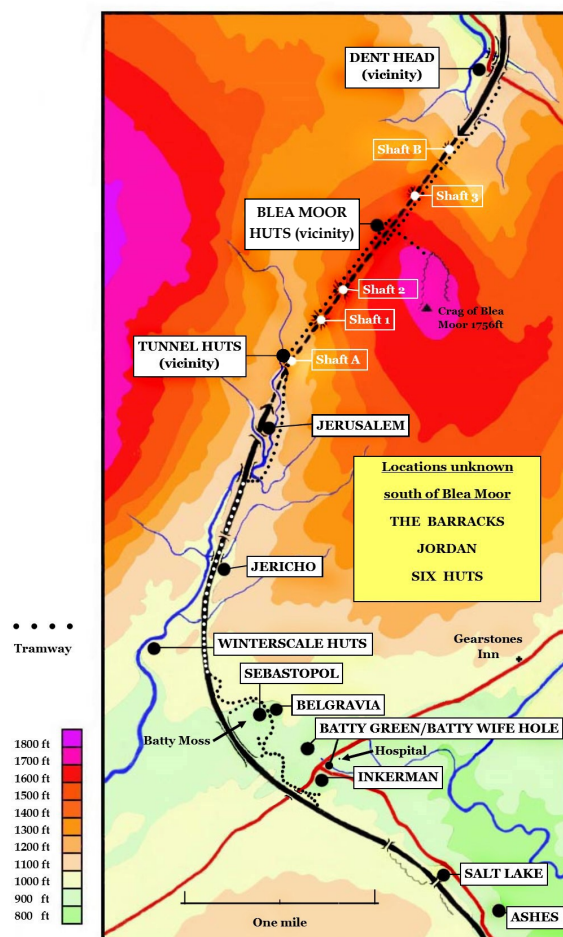 DENT HEAD
(vicinity)
Shaft B
Shaft 3
BLEA MOOR
HUTS (vicinity)
Shaft 2
Crag of Blea
Moor 1756ft
Shaft 1
TUNNEL HUTS
(vicinity)
Shaft A
JERUSALEM
Locations unknown
south of Blea Moor
THE BARRACKS
JORDAN
SIX HUTS
JERICHO
Tramway
WINTERSCALE HUTS
Gearstones
Inn
SEBASTOPOL
BELGRAVIA
Batty Moss
BATTY GREEN/BATTY WIFE HOLE
Hospital
INKERMAN
1800 ft
1700 ft
1600 ft
1500 ft
1400 ft
1300 ft
1200 ft
1100 ft
1000 ft
900 ft
800 ft
SALT LAKE
ASHES
One mile